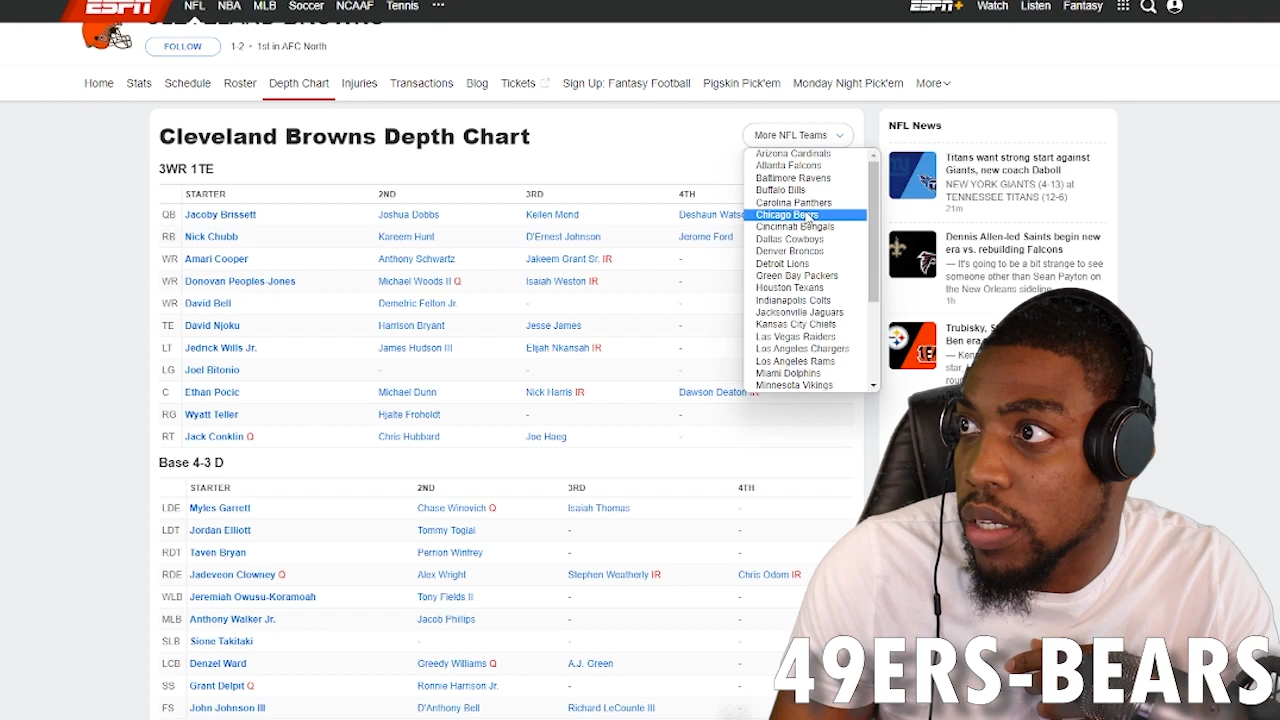 ESPN NFL NBA MLB Soccer NCAAF Tennis ESPN+ Watch Listen Fantasy
CLEVELAND BROWNS
FOLLOW 1-2 • 1st in AFC North
Home Stats Schedule Roster Depth Chart Injuries Transactions Blog Tickets Sign Up: Fantasy Football Pigskin Pick'em Monday Night Pick'em More
Cleveland Browns Depth Chart
More NFL Teams
3WR 1TE
STARTER 2ND 3RD 4TH
QB Jacoby Brissett Joshua Dobbs Kellen Mond Deshaun Wats
RB Nick Chubb Kareem Hunt D'Ernest Johnson Jerome Ford
WR Amari Cooper Anthony Schwartz Jakeem Grant Sr. IR -
WR Donovan Peoples-Jones Michael Woods II Q Isaiah Weston IR -
WR David Bell Demetric Felton Jr. - -
TE David Njoku Harrison Bryant Jesse James -
LT Jedrick Wills Jr. James Hudson III Elijah Nkansah IR -
LG Joel Bitonio - - -
C Ethan Pocic Michael Dunn Nick Harris IR Dawson Deaton IR
RG Wyatt Teller Hjalte Froholdt - -
RT Jack Conklin Q Chris Hubbard Joe Haeg -
Arizona Cardinals
Atlanta Falcons
Baltimore Ravens
Buffalo Bills
Carolina Panthers
Chicago Bears
Cincinnati Bengals
Dallas Cowboys
Denver Broncos
Detroit Lions
Green Bay Packers
Houston Texans
Indianapolis Colts
Jacksonville Jaguars
Kansas City Chiefs
Las Vegas Raiders
Los Angeles Chargers
Los Angeles Rams
Miami Dolphins
Minnesota Vikings
Base 4-3 D
STARTER 2ND 3RD 4TH
LDE Myles Garrett Chase Winovich Q Isaiah Thomas -
LDT Jordan Elliott Tommy Togiai - -
RDT Taven Bryan Perrion Winfrey - -
RDE Jadeveon Clowney Q Alex Wright Stephen Weatherly IR Chris Odom IR
WLB Jeremiah Owusu-Koramoah Tony Fields II - -
MLB Anthony Walker Jr. Jacob Phillips - -
SLB Sione Takitaki - - -
LCB Denzel Ward Greedy Williams Q A.J. Green -
SS Grant Delpit Q Ronnie Harrison Jr. -
FS John Johnson III D'Anthony Bell Richard LeCounte III
NFL News
Titans want strong start against
Giants, new coach Daboll
NEW YORK GIANTS (4-13) at
TENNESSEE TITANS (12-6)
21m
Dennis Allen-led Saints begin new
era vs. rebuilding Falcons
— It's going to be a bit strange to see
someone other than Sean Payton on
the New Orleans sideline
1h
Trubisky, S
Ben era
— Ken
star,
49ERS-BEARS